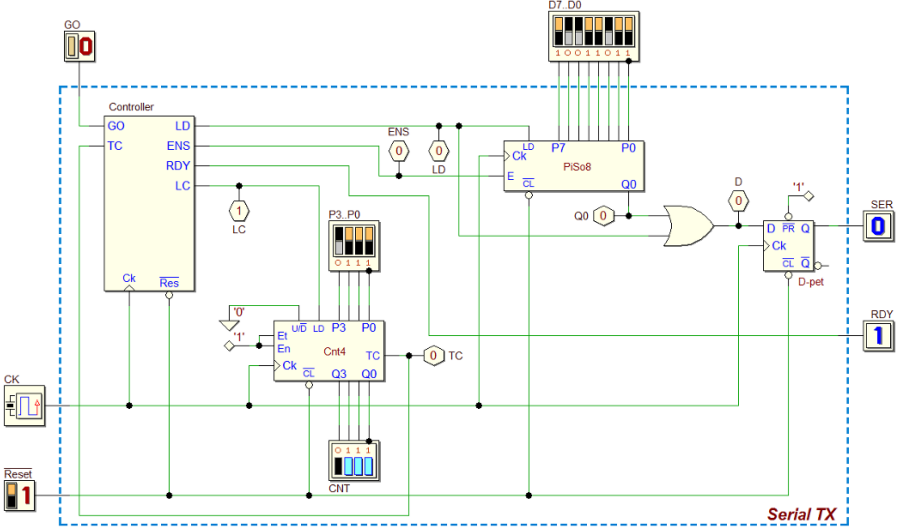 D7..D0
GO
0
1 0 0 1 1 0 1 1
Controller
GO
LD
TC
ENS
RDY
LC
Ck
Res
ENS
0
0
LD
1
LC
LD
P7
P0
Ck
PiSo8
E
CL
Q0
Q0
0
D
0
'1'
D
PR
Q
Ck
CL
Q
D-pet
SER
0
RDY
1
P3..P0
0 1 1 1
'0'
'1'
U/D
LD
P3
P0
Et
En
Cnt4
TC
Ck
CL
Q3
Q0
0
TC
CK
0 1 1 1
CNT
Reset
1
Serial TX